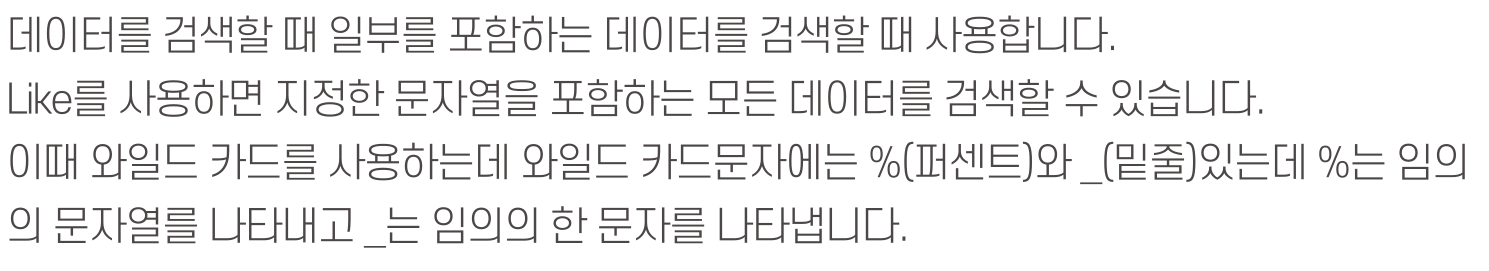 데이터를 검색할 때 일부를 포함하는 데이터를 검색할 때 사용합니다.
Like를 사용하면 지정한 문자열을 포함하는 모든 데이터를 검색할 수 있습니다.
이때 와일드 카드를 사용하는데 와일드 카드문자에는 %(퍼센트)와 _(밑줄)있는데 %는 임의
의 문자열를 나타내고 _는 임의의 한 문자를 나타냅니다.